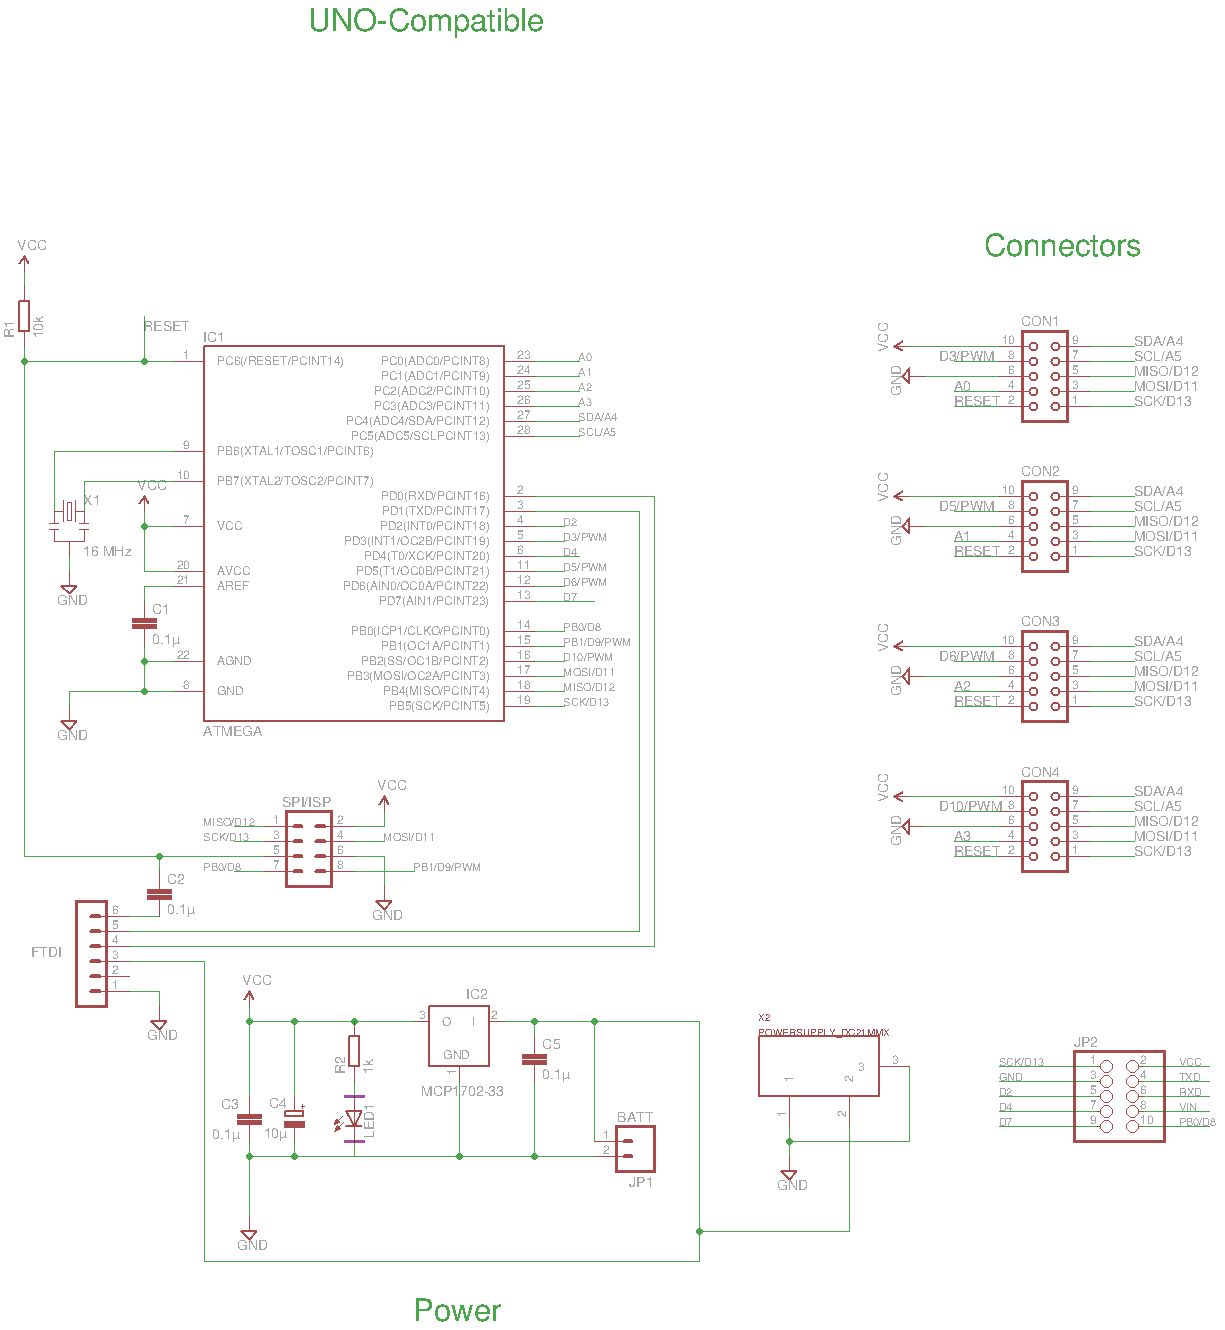 UNO-Compatible
Connectors
VCC
R1
10k
RESET
IC1
1 PC6(/RESET/PCINT14)
9 PB6(XTAL1/TOSC1/PCINT6)
10 PB7(XTAL2/TOSC2/PCINT7)
VCC
X1
16 MHz
GND
7 VCC
20 AVCC
21 AREF
C1
0.1µ
22 AGND
8 GND
GND
ATMEGA
PC0(ADC0/PCINT8) 23 A0
PC1(ADC1/PCINT9) 24 A1
PC2(ADC2/PCINT10) 25 A2
PC3(ADC3/PCINT11) 26 A3
PC4(ADC4/SDA/PCINT12) 27 SDA/A4
PC5(ADC5/SCLPCINT13) 28 SCL/A5
PD0(RXD/PCINT16) 2
PD1(TXD/PCINT17) 3
PD2(INT0/PCINT18) 4 D2
PD3(INT1/OC2B/PCINT19) 5 D3/PWM
PD4(T0/XCK/PCINT20) 6 D4
PD5(T1/OC0B/PCINT21) 11 D5/PWM
PD6(AIN0/OC0A/PCINT22) 12 D6/PWM
PD7(AIN1/PCINT23) 13 D7
PB0(ICP1/CLKO/PCINT0) 14 PB0/D8
PB1(OC1A/PCINT1) 15 PB1/D9/PWM
PB2(SS/OC1B/PCINT2) 16 D10/PWM
PB3(MOSI/OC2A/PCINT3) 17 MOSI/D11
PB4(MISO/PCINT4) 18 MISO/D12
PB5(SCK/PCINT5) 19 SCK/D13
CON1
VCC 10 9 SDA/A4
D3/PWM 8 7 SCL/A5
GND 6 5 MISO/D12
A0 4 3 MOSI/D11
RESET 2 1 SCK/D13
CON2
VCC 10 9 SDA/A4
D5/PWM 8 7 SCL/A5
GND 6 5 MISO/D12
A1 4 3 MOSI/D11
RESET 2 1 SCK/D13
CON3
VCC 10 9 SDA/A4
D6/PWM 8 7 SCL/A5
GND 6 5 MISO/D12
A2 4 3 MOSI/D11
RESET 2 1 SCK/D13
CON4
VCC 10 9 SDA/A4
D10/PWM 8 7 SCL/A5
GND 6 5 MISO/D12
A3 4 3 MOSI/D11
RESET 2 1 SCK/D13
SPI/ISP
VCC
MISO/D12 1 2
SCK/D13 3 4 MOSI/D11
5 6
PB0/D8 7 8 PB1/D9/PWM
GND
C2
0.1µ
FTDI
6
5
4
3
2
1
GND
VCC
IC2
3 O I 2
GND
1
MCP1702-33
R2
1k
LED1
C3
0.1µ
C4
+
10µ
C5
0.1µ
BATT
1
2
JP1
GND
X2
POWERSUPPLY_DC21MMX
1 2 3 3
1 2
GND
JP2
SCK/D13 1 2 VCC
GND 3 4 TXD
D2 5 6 RXD
D4 7 8 VIN
D7 9 10 PB0/D8
Power